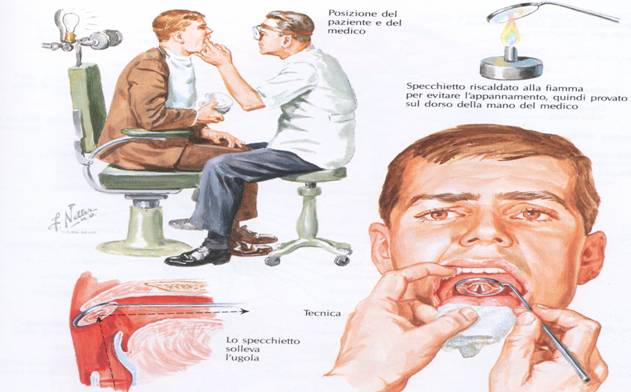 Posizione del
paziente e del
medico
Specchietto riscaldato alla fiamma
per evitare l'appannamento, quindi provato
sul dorso della mano del medico
Tecnica
Lo specchietto
solleva
l'ugola